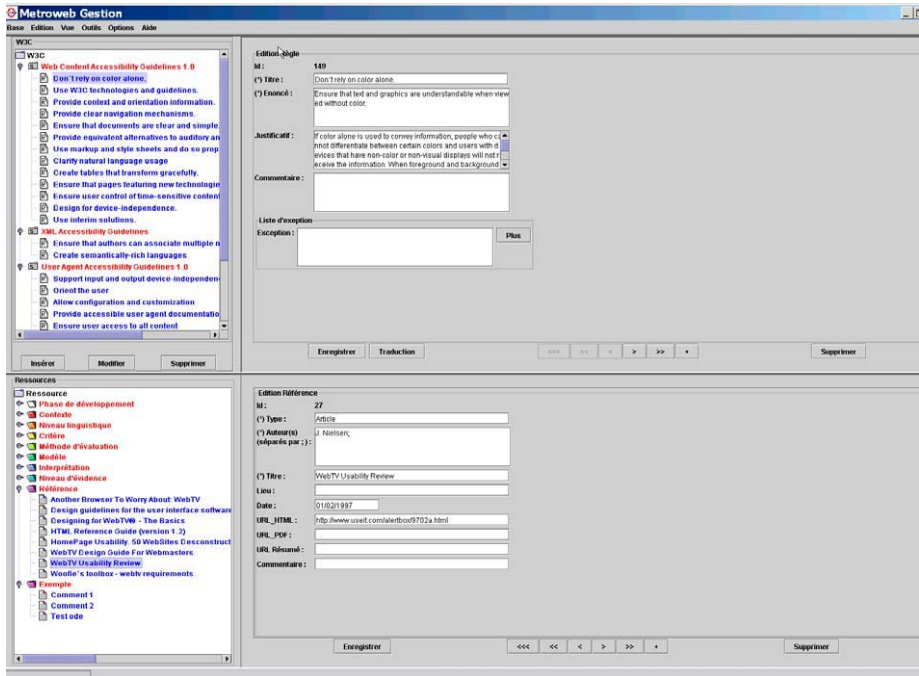 Metroweb Gestion
Base Edition Vue Outils Options Aide
W3C
W3C
Web Content Accessibility Guidelines 1.0
Don't rely on color alone.
Use W3C technologies and guidelines.
Provide context and orientation information.
Provide clear navigation mechanisms.
Ensure that documents are clear and simple.
Provide equivalent alternatives to auditory an
Use markup and style sheets and do so prop
Clarity natural language usage
Create tables that transform gracefully.
Ensure that pages featuring new technologie
Ensure user control of time-sensitive content
Design for device-independence.
Use interim solutions.
XML Accessibility Guidelines
Ensure that authors can associate multiple n
Create semantically-rich languages
User Agent Accessibility Guidelines 1.0
Support input and output device-independen
Orient the user
Allow configuration and customization
Provide accessible user agent documentatio
Ensure user access to all content
Insérer Modifier Supprimer
Edition Règle
Id : 149
(*) Titre : Don't rely on color alone.
(*) Enoncé : Ensure that text and graphics are understandable when view
ed without color.
Justificatif : If color alone is used to convey information, people who ca
nnot differentiate between certain colors and users with d
evices that have non-color or non-visual displays will not r
eceive the information. When foreground and background
Commentaire :
Liste d'exeption
Exception : Plus
Enregistrer Traduction <<< << < > >> + Supprimer
Ressources
Ressource
Phase de développement
Contexte
Niveau linguistique
Critère
Méthode d'évaluation
Modèle
Interprétation
Niveau d'évidence
Référence
Another Browser To Worry About: WebTV
Design guidelines for the user interface software
Designing for WebTV® - The Basics
HTML Reference Guide (version 1.2)
HomePage Usability. 50 WebSites Desconstruct
WebTV Design Guide For Webmasters
WebTV Usability Review
Woofie's toolbox - webtv requirements
Exemple
Comment 1
Comment 2
Test ode
Edition Référence
Id : 27
(*) Type : Article
(*) Auteur(s) J. Nielsen;
(séparés par ; ) :
(*) Titre : WebTV Usability Review
Lieu :
Date : 01/02/1997
URL_HTML : http://www.useit.com/alertbox/9702a.html
URL_PDF :
URL Résumé :
Commentaire :
Enregistrer <<< << < > >> + Supprimer